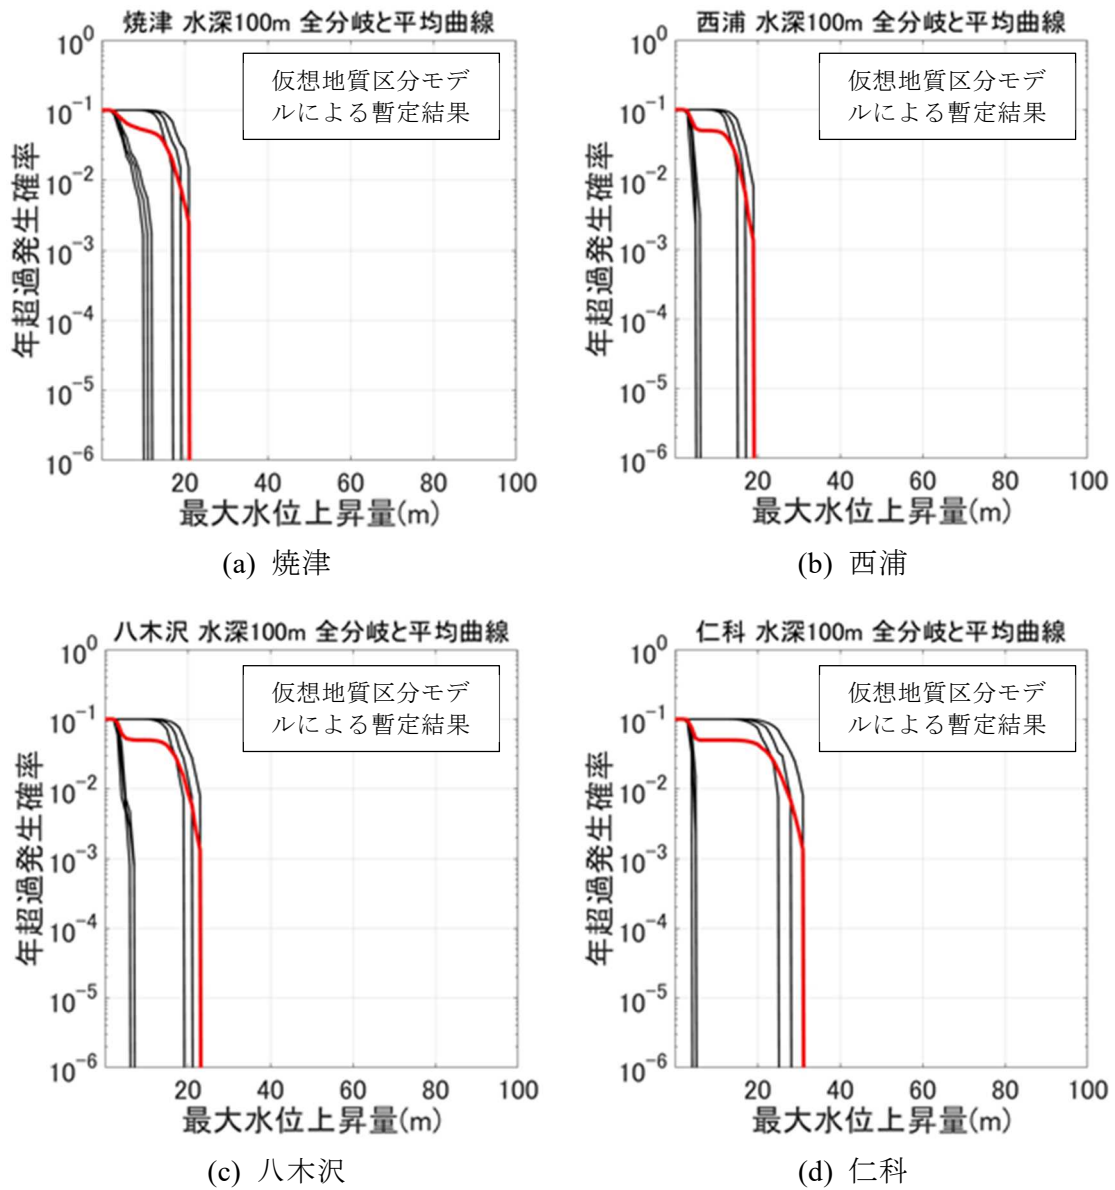 焼津 水深100m 全分岐と平均曲線
仮想地質区分モデ
ルによる暫定結果
年超過発生確率
10⁰
10⁻¹
10⁻²
10⁻³
10⁻⁴
10⁻⁵
10⁻⁶
20 40 60 80 100
最大水位上昇量(m)
(a) 焼津
西浦 水深100m 全分岐と平均曲線
仮想地質区分モデ
ルによる暫定結果
年超過発生確率
10⁰
10⁻¹
10⁻²
10⁻³
10⁻⁴
10⁻⁵
10⁻⁶
20 40 60 80 100
最大水位上昇量(m)
(b) 西浦
八木沢 水深100m 全分岐と平均曲線
仮想地質区分モデ
ルによる暫定結果
年超過発生確率
10⁰
10⁻¹
10⁻²
10⁻³
10⁻⁴
10⁻⁵
10⁻⁶
20 40 60 80 100
最大水位上昇量(m)
(c) 八木沢
仁科 水深100m 全分岐と平均曲線
仮想地質区分モデ
ルによる暫定結果
年超過発生確率
10⁰
10⁻¹
10⁻²
10⁻³
10⁻⁴
10⁻⁵
10⁻⁶
20 40 60 80 100
最大水位上昇量(m)
(d) 仁科